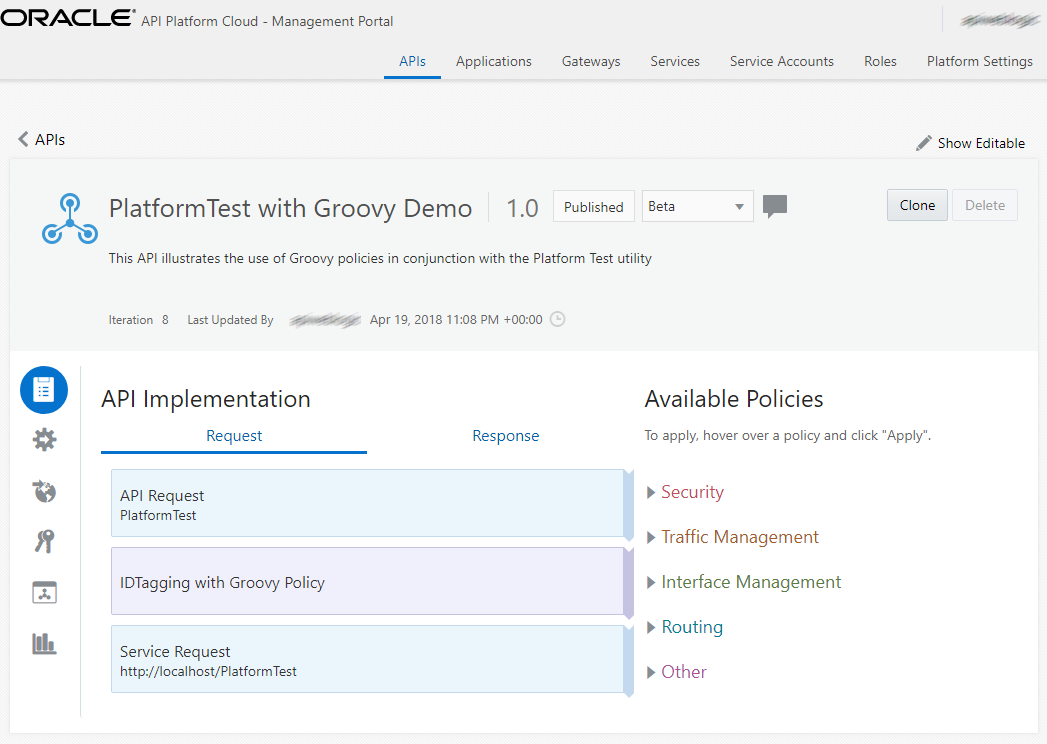 ORACLE® API Platform Cloud - Management Portal
APIs Applications Gateways Services Service Accounts Roles Platform Settings
APIs
Show Editable
PlatformTest with Groovy Demo 1.0 Published Beta Clone Delete
This API illustrates the use of Groovy policies in conjunction with the Platform Test utility
Iteration 8 Last Updated By Apr 19, 2018 11:08 PM +00:00
API Implementation
Request Response
API Request
PlatformTest
IDTagging with Groovy Policy
Service Request
http://localhost/PlatformTest
Available Policies
To apply, hover over a policy and click "Apply".
Security
Traffic Management
Interface Management
Routing
Other